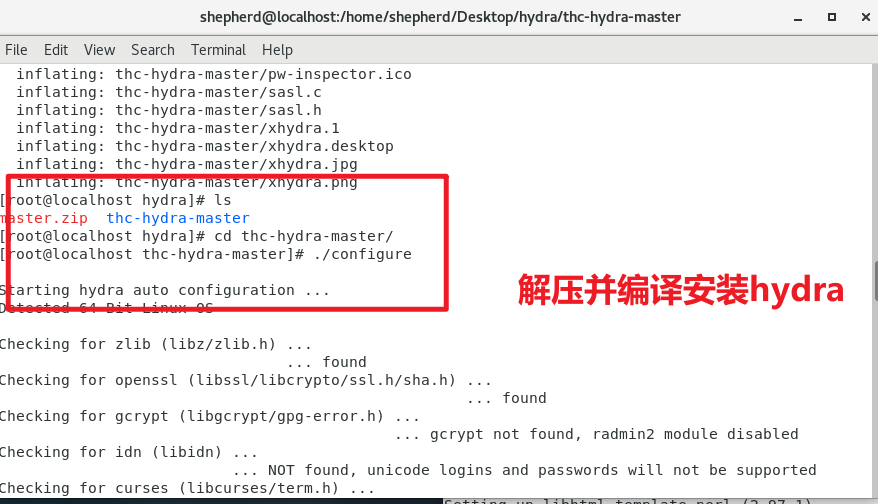 shepherd@localhost:/home/shepherd/Desktop/hydra/thc-hydra-master
File Edit View Search Terminal Help
inflating: thc-hydra-master/pw-inspector.ico
inflating: thc-hydra-master/sasl.c
inflating: thc-hydra-master/sasl.h
inflating: thc-hydra-master/xhydra.1
inflating: thc-hydra-master/xhydra.desktop
inflating: thc-hydra-master/xhydra.jpg
inflating: thc-hydra-master/xhydra.png
[root@localhost hydra]# ls
master.zip thc-hydra-master
[root@localhost hydra]# cd thc-hydra-master/
[root@localhost thc-hydra-master]# ./configure
Starting hydra auto configuration ...
Detected 64 Bit Linux OS
解压并编译安装hydra
Checking for zlib (libz/zlib.h) ...
... found
Checking for openssl (libssl/libcrypto/ssl.h/sha.h) ...
... found
Checking for gcrypt (libgcrypt/gpg-error.h) ...
... gcrypt not found, radmin2 module disabled
Checking for idn (libidn) ...
... NOT found, unicode logins and passwords will not be supported
Checking for curses (libcurses/term.h) ...
Setting up libhtml-template-perl (2.97-1)